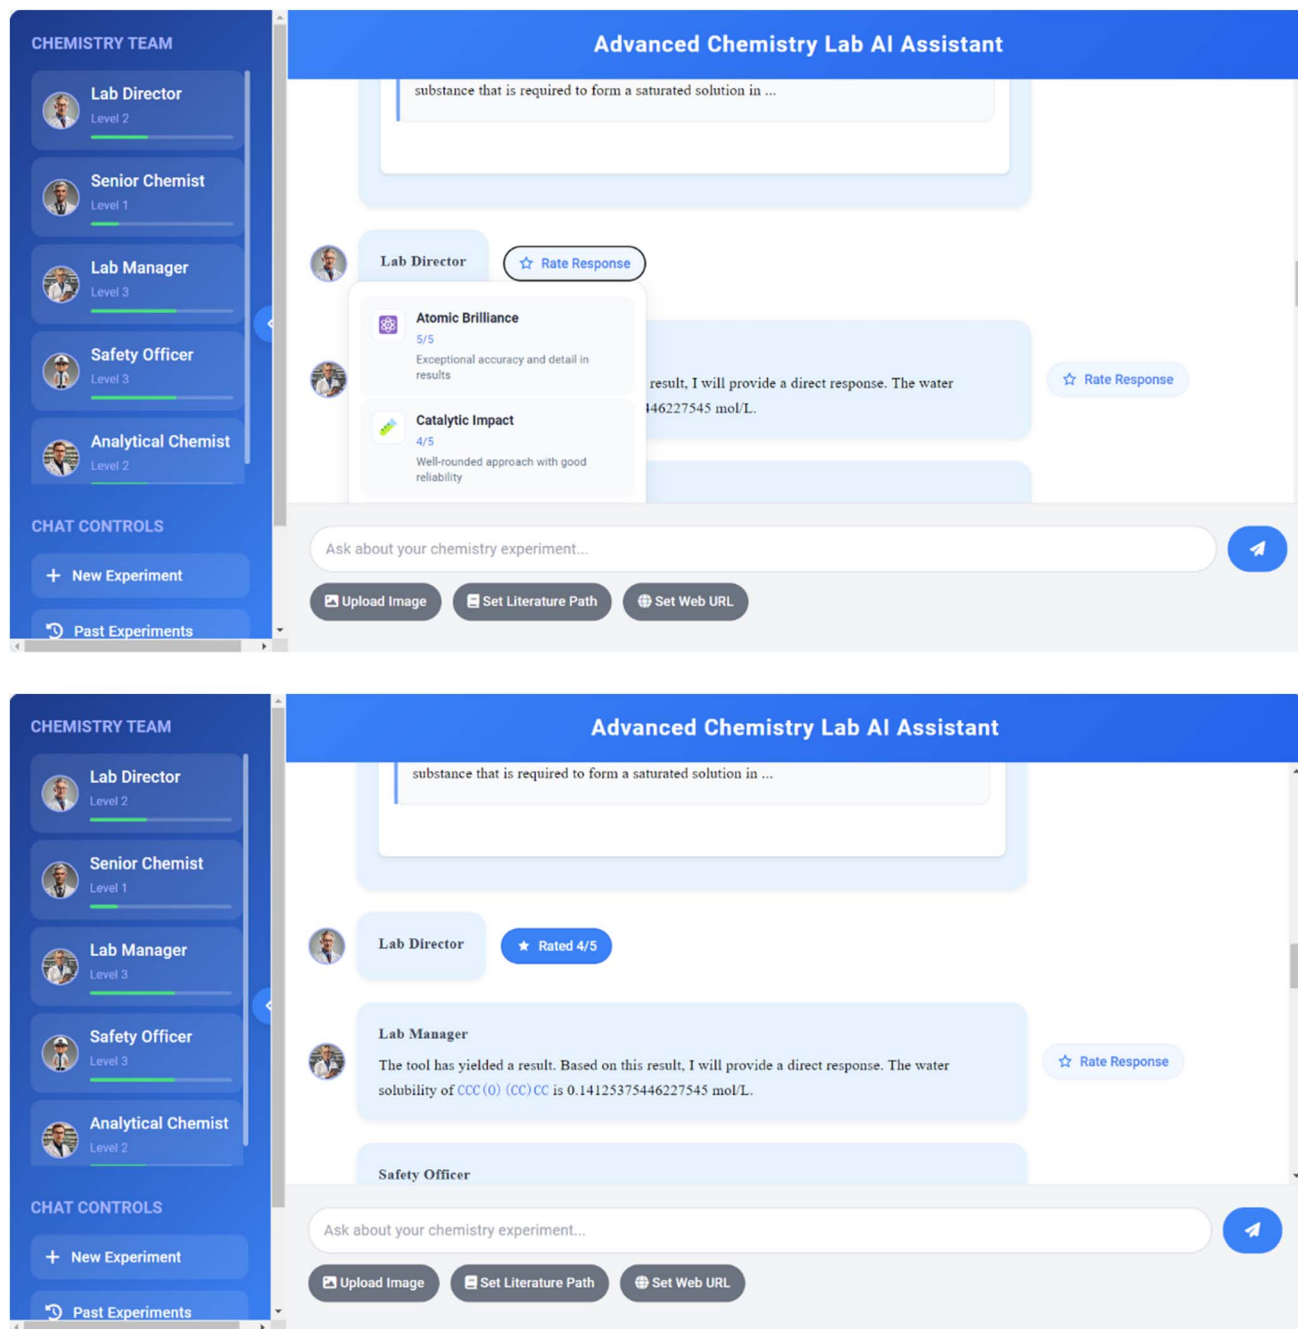 CHEMISTRY TEAM
Lab Director
Level 2
Senior Chemist
Level 1
Lab Manager
Level 3
Safety Officer
Level 3
Analytical Chemist
Level 2
CHAT CONTROLS
+ New Experiment
Past Experiments
Advanced Chemistry Lab AI Assistant
substance that is required to form a saturated solution in ...
Lab Director
Rate Response
Atomic Brilliance
5/5
Exceptional accuracy and detail in
results
Catalytic Impact
4/5
Well-rounded approach with good
reliability
result, I will provide a direct response. The water
446227545 mol/L.
Rate Response
Ask about your chemistry experiment...
Upload Image Set Literature Path Set Web URL
CHEMISTRY TEAM
Lab Director
Level 2
Senior Chemist
Level 1
Lab Manager
Level 3
Safety Officer
Level 3
Analytical Chemist
Level 2
CHAT CONTROLS
+ New Experiment
Past Experiments
Advanced Chemistry Lab AI Assistant
substance that is required to form a saturated solution in ...
Lab Director
Rated 4/5
Lab Manager
The tool has yielded a result. Based on this result, I will provide a direct response. The water
solubility of CCC(O)(CC)CC is 0.14125375446227545 mol/L.
Rate Response
Safety Officer
Ask about your chemistry experiment...
Upload Image Set Literature Path Set Web URL